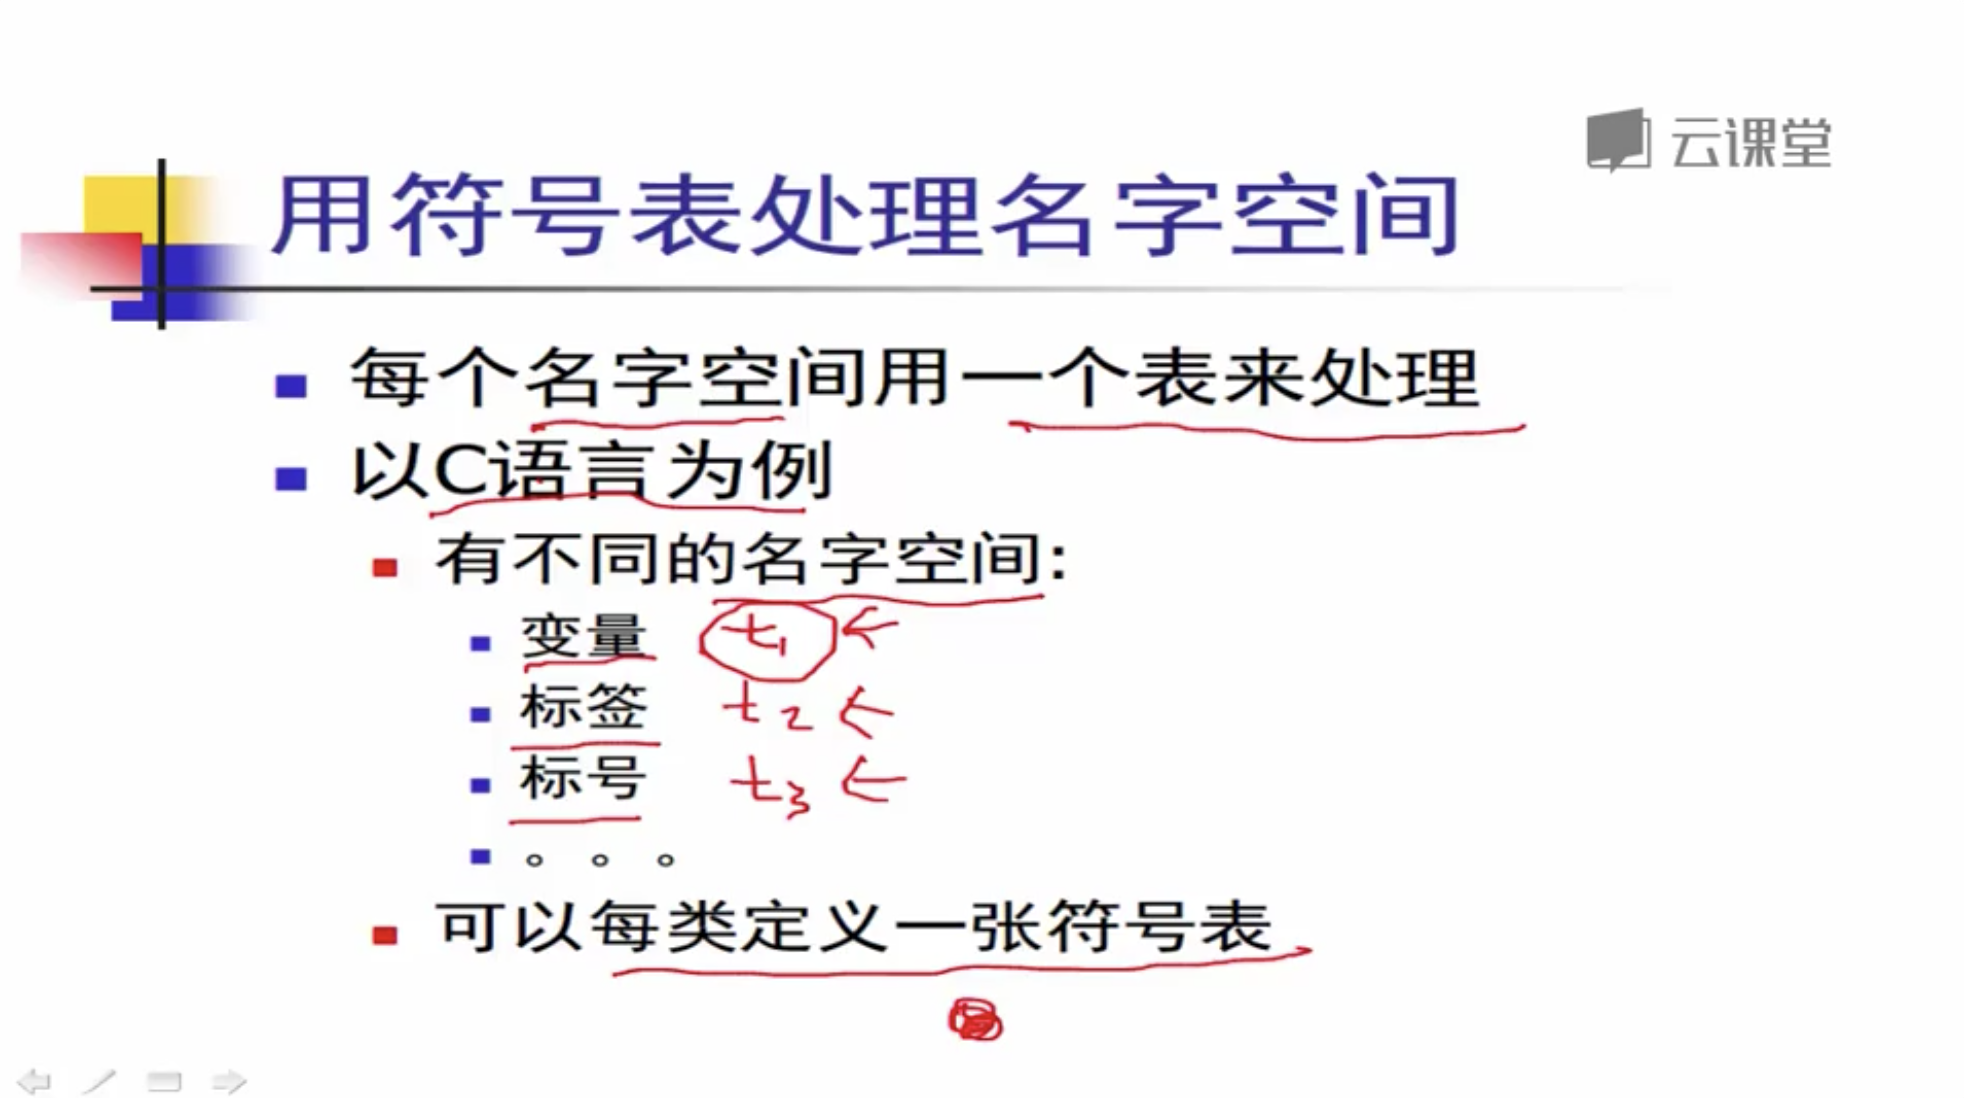 云课堂
用符号表处理名字空间
每个名字空间用一个表来处理
以C语言为例
有不同的名字空间:
变量 t1
标签 t2
标号 t3
。。。
可以每类定义一张符号表